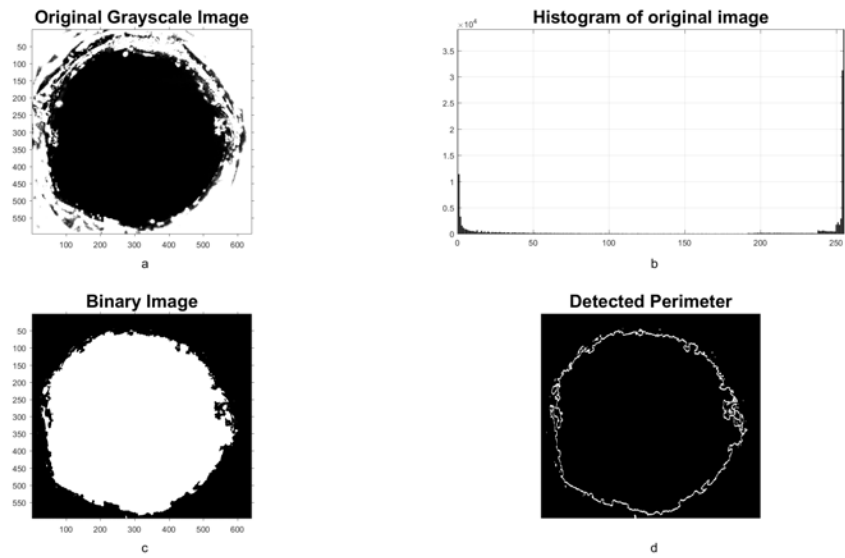 Original Grayscale Image
50
100
150
200
250
300
350
400
450
500
550
100 200 300 400 500 600
a
Histogram of original image
×10⁴
3.5
3
2.5
2
1.5
1
0.5
0
0 50 100 150 200 250
b
Binary Image
50
100
150
200
250
300
350
400
450
500
550
100 200 300 400 500 600
c
Detected Perimeter
d